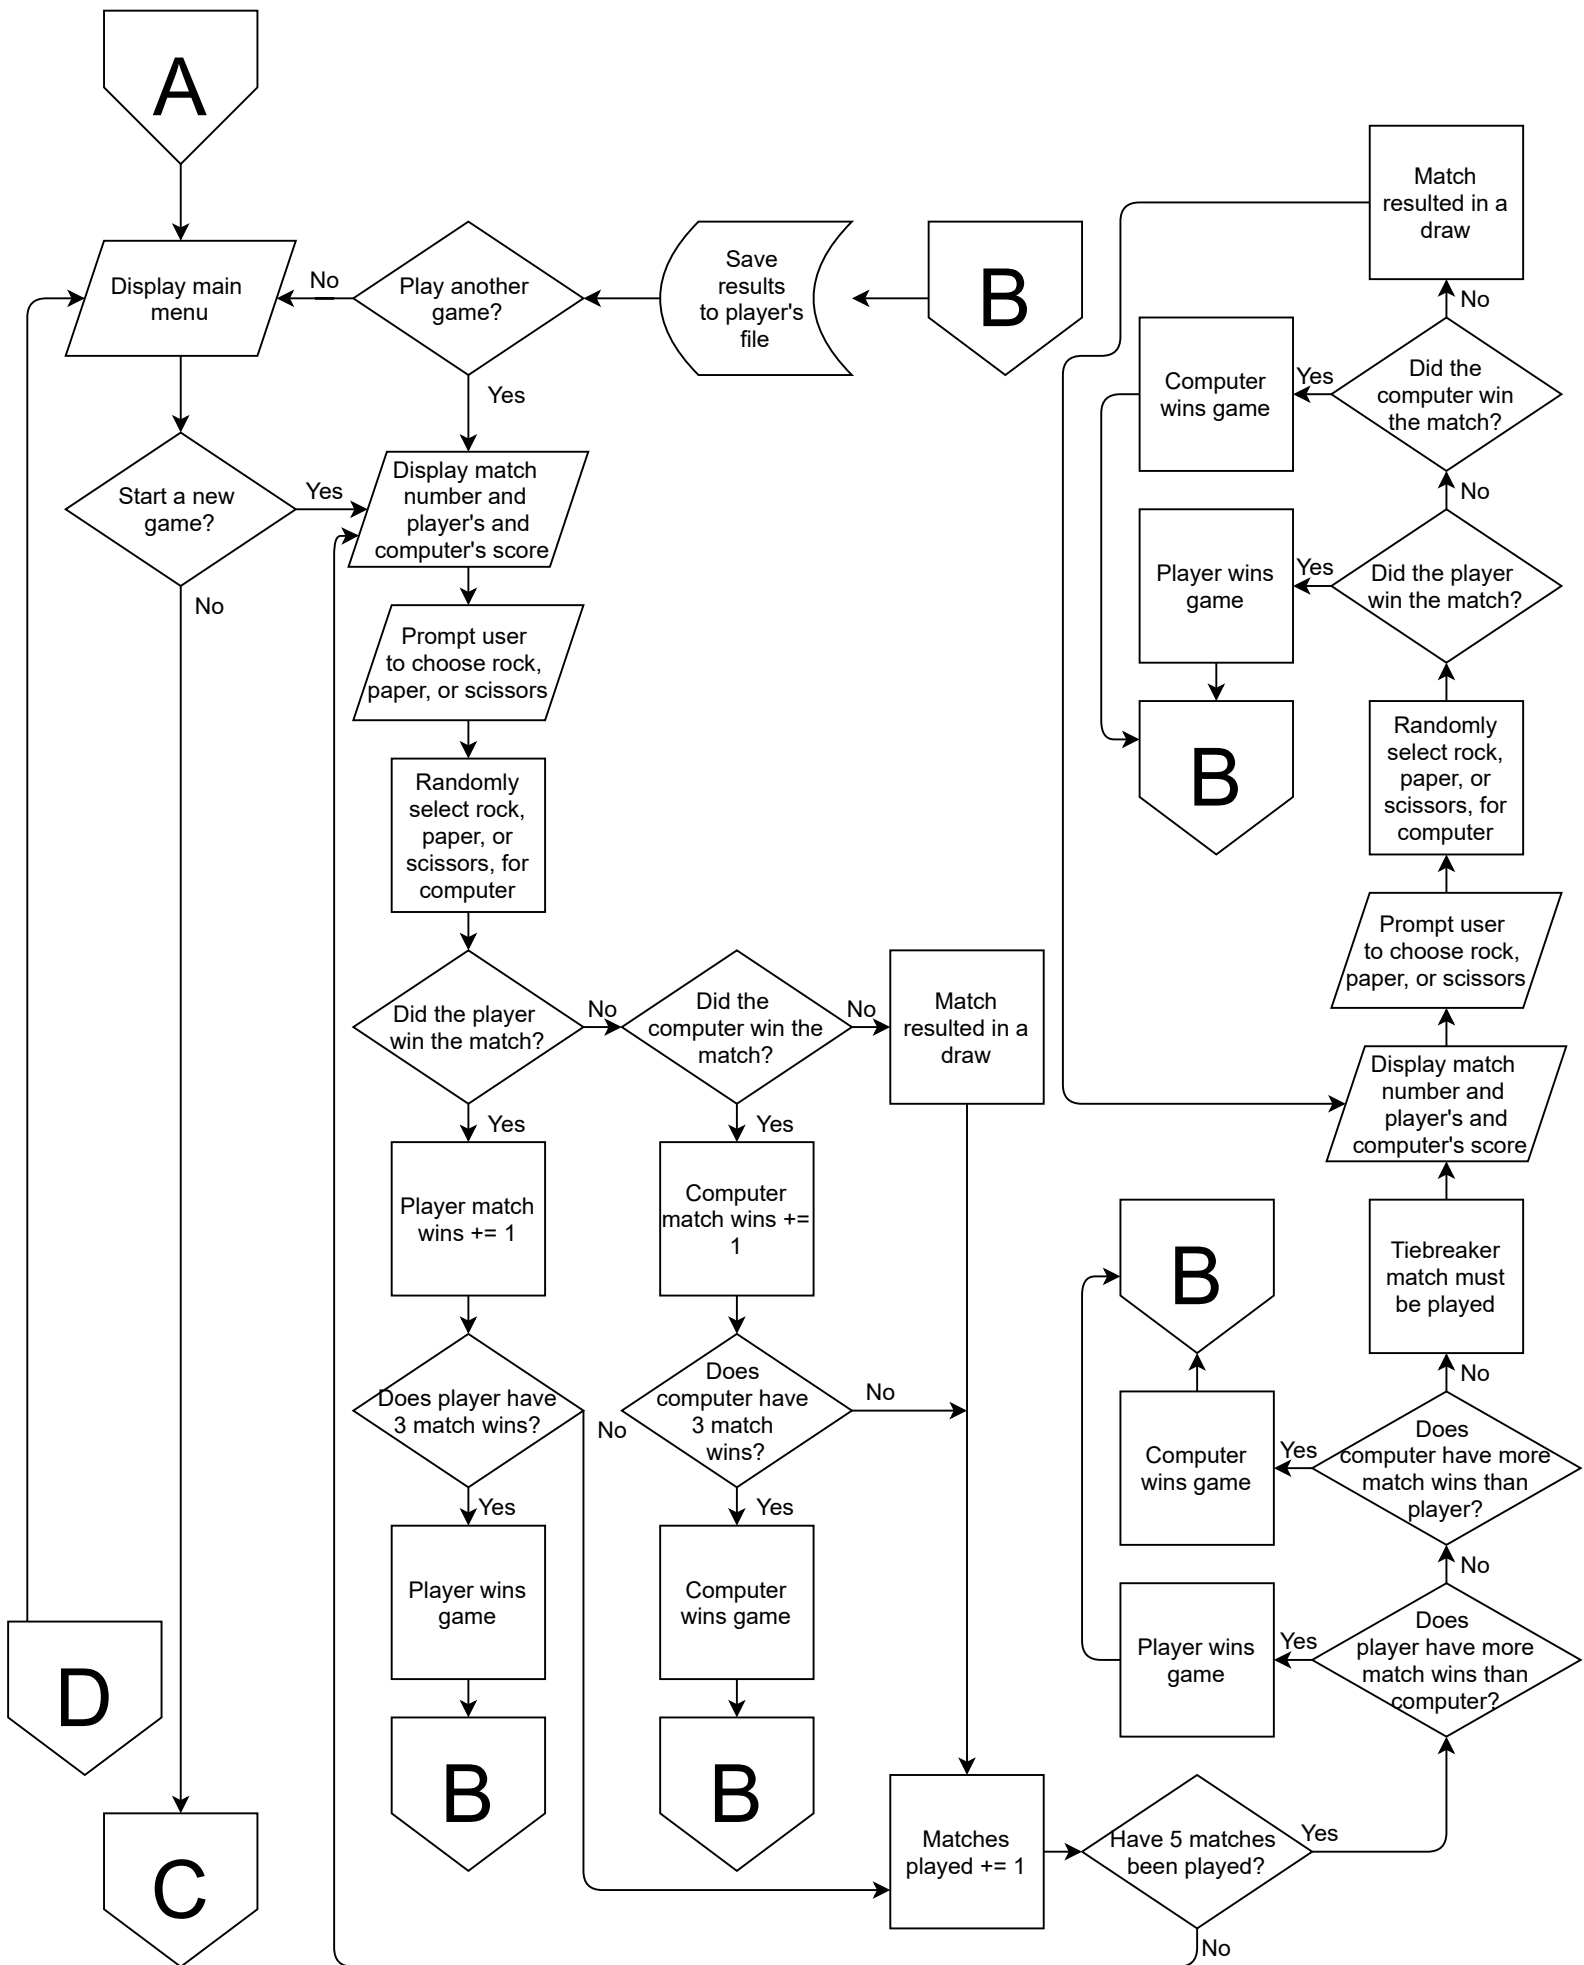 A
Display main
menu
No
Play another
game?
Save
results
to player's
file
B
Yes
Start a new
game?
Yes
No
Display match
number and
player's and
computer's score
Prompt user
to choose rock,
paper, or scissors
Randomly
select rock,
paper, or
scissors, for
computer
Did the player
win the match?
No
Did the
computer win the
match?
No
Match
resulted in a
draw
Yes
Yes
Player match
wins += 1
Computer
match wins +=
1
Does player have
3 match wins?
No
Does
computer have
3 match
wins?
No
Yes
Yes
Player wins
game
Computer
wins game
B
B
D
C
Matches
played += 1
Have 5 matches
been played?
Yes
No
Does
player have more
match wins than
computer?
Yes
Player wins
game
No
Does
computer have more
match wins than
player?
Yes
Computer
wins game
B
No
Tiebreaker
match must
be played
Display match
number and
player's and
computer's score
Prompt user
to choose rock,
paper, or scissors
Randomly
select rock,
paper, or
scissors, for
computer
Did the player
win the match?
Yes
Player wins
game
B
No
Did the
computer win
the match?
Yes
Computer
wins game
No
Match
resulted in a
draw